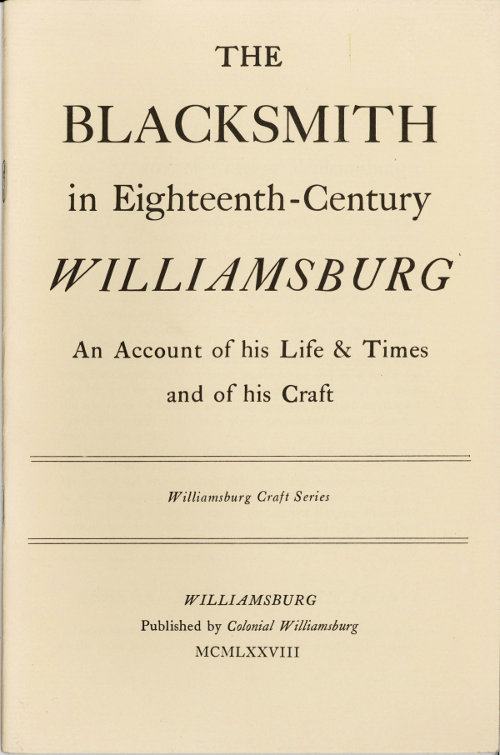 THE
BLACKSMITH
in Eighteenth-Century
WILLIAMSBURG
An Account of his Life & Times
and of his Craft
Williamsburg Craft Series
WILLIAMSBURG
Published by Colonial Williamsburg
MCMLXXVIII